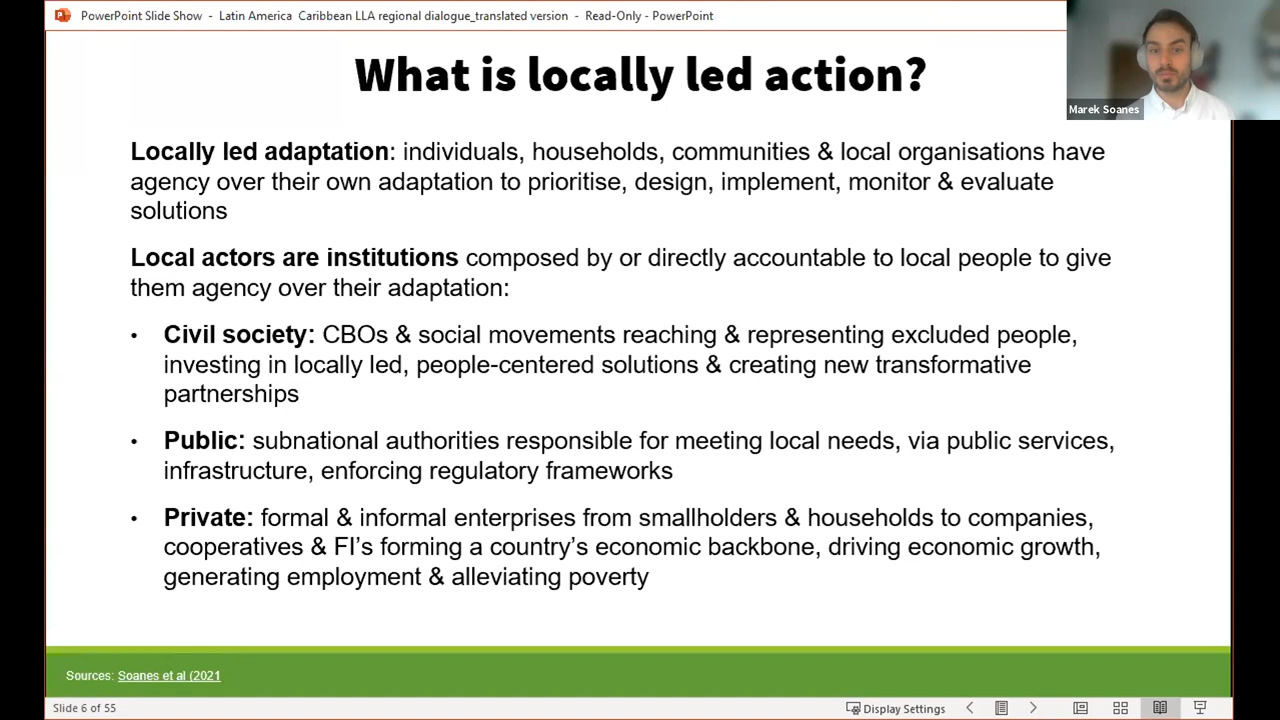 PowerPoint Slide Show - Latin America Caribbean LLA regional dialogue_translated version - Read-Only - PowerPoint
Marek Soanes
What is locally led action?
Locally led adaptation: individuals, households, communities & local organisations have
agency over their own adaptation to prioritise, design, implement, monitor & evaluate
solutions
Local actors are institutions composed by or directly accountable to local people to give
them agency over their adaptation:
• Civil society: CBOs & social movements reaching & representing excluded people,
investing in locally led, people-centered solutions & creating new transformative
partnerships
• Public: subnational authorities responsible for meeting local needs, via public services,
infrastructure, enforcing regulatory frameworks
• Private: formal & informal enterprises from smallholders & households to companies,
cooperatives & FI’s forming a country’s economic backbone, driving economic growth,
generating employment & alleviating poverty
Sources: Soanes et al (2021
Slide 6 of 55
Display Settings